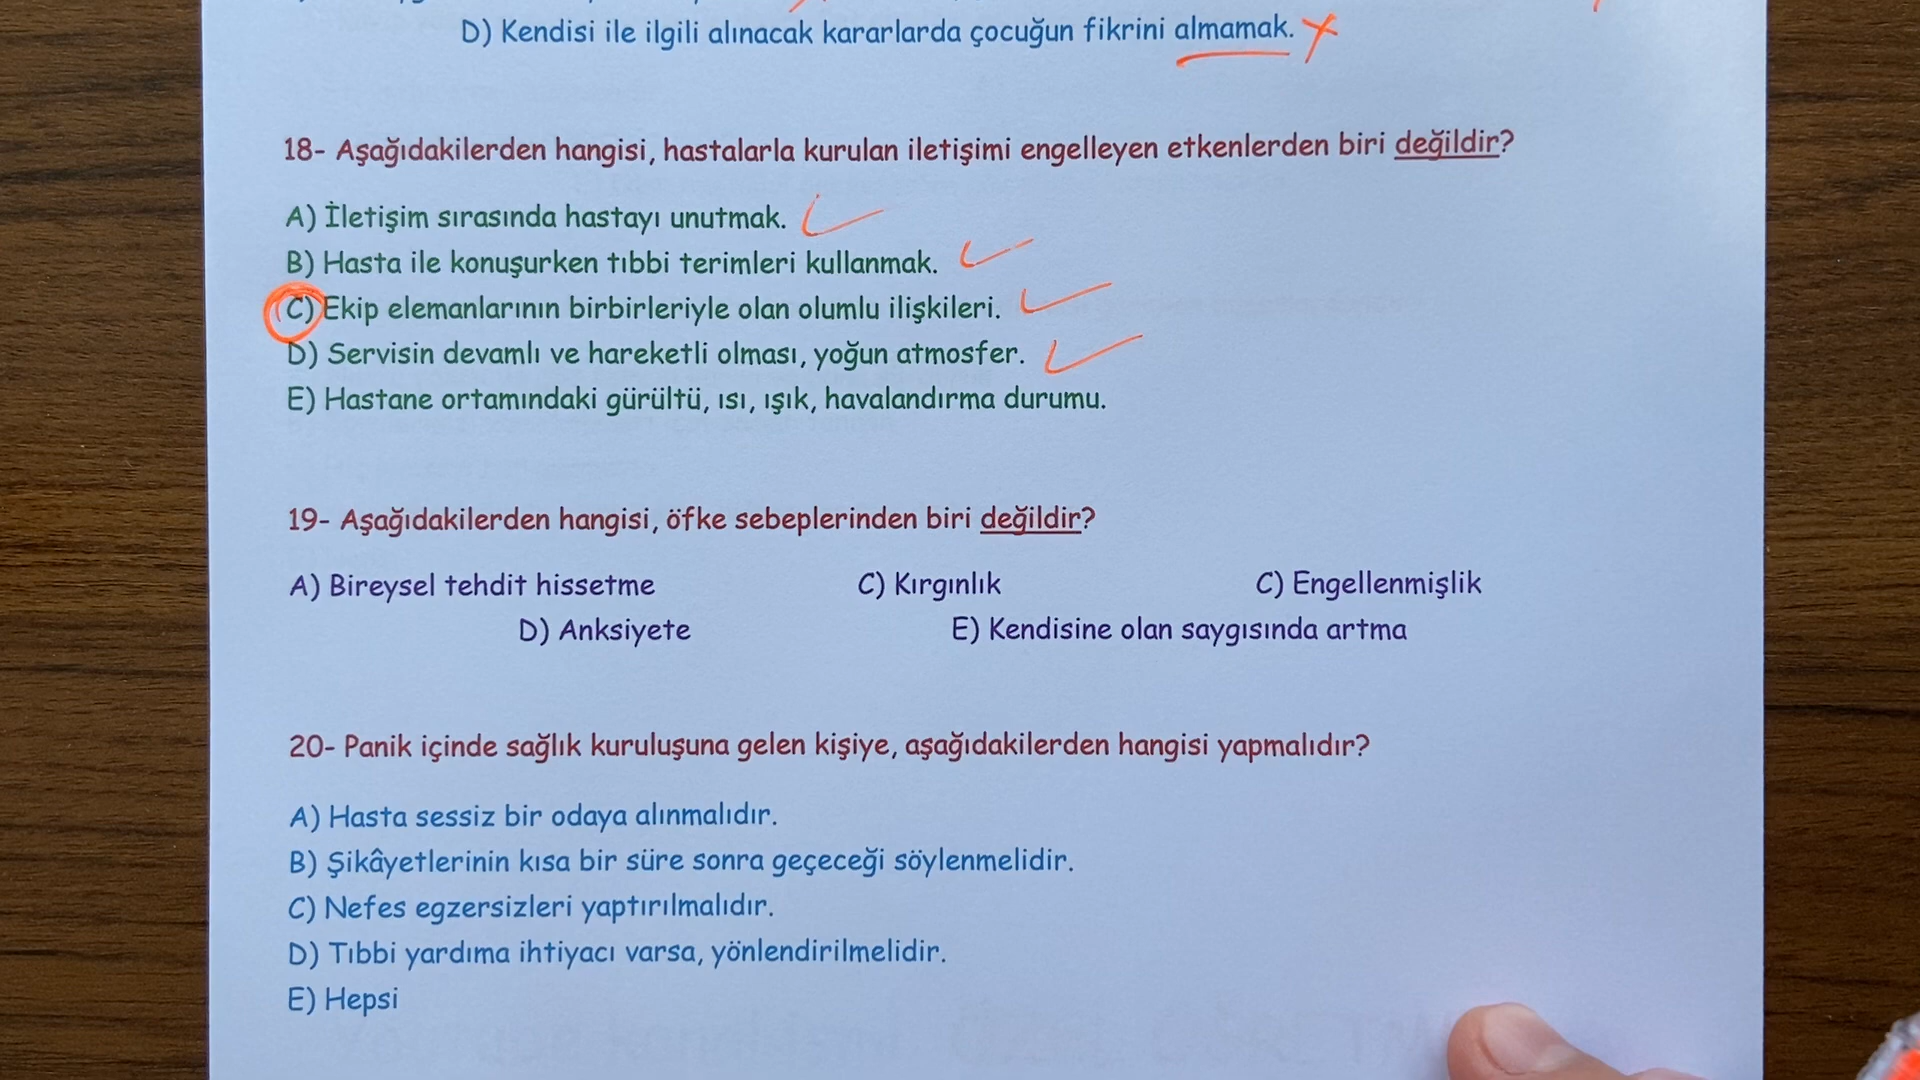 D) Kendisi ile ilgili alınacak kararlarda çocuğun fikrini almamak.
18- Aşağıdakilerden hangisi, hastalarla kurulan iletişimi engelleyen etkenlerden biri değildir?
A) İletişim sırasında hastayı unutmak.
B) Hasta ile konuşurken tıbbi terimleri kullanmak.
C) Ekip elemanlarının birbirleriyle olan olumlu ilişkileri.
D) Servisin devamlı ve hareketli olması, yoğun atmosfer.
E) Hastane ortamındaki gürültü, ısı, ışık, havalandırma durumu.
19- Aşağıdakilerden hangisi, öfke sebeplerinden biri değildir?
A) Bireysel tehdit hissetme C) Kırgınlık C) Engellenmişlik
D) Anksiyete E) Kendisine olan saygısında artma
20- Panik içinde sağlık kuruluşuna gelen kişiye, aşağıdakilerden hangisi yapmalıdır?
A) Hasta sessiz bir odaya alınmalıdır.
B) Şikâyetlerinin kısa bir süre sonra geçeceği söylenmelidir.
C) Nefes egzersizleri yaptırılmalıdır.
D) Tıbbi yardıma ihtiyacı varsa, yönlendirilmelidir.
E) Hepsi